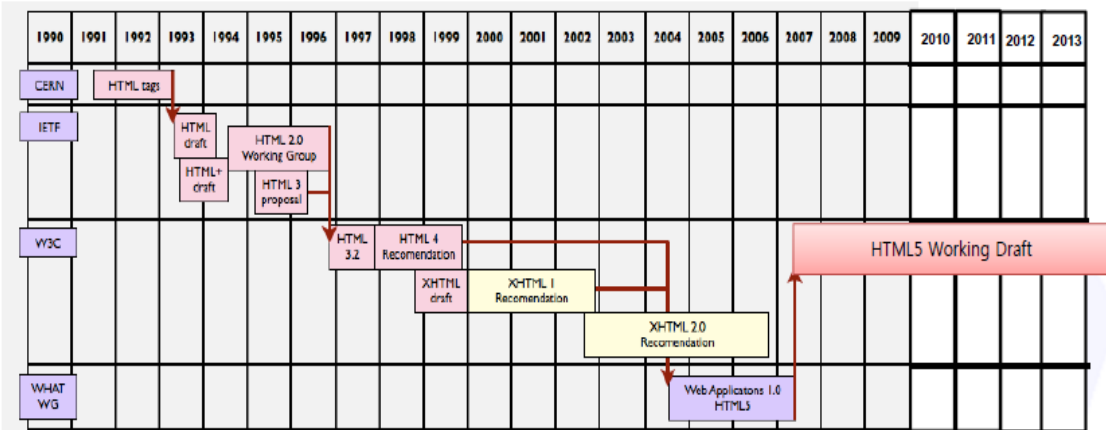 1990 1991 1992 1993 1994 1995 1996 1997 1998 1999 2000 2001 2002 2003 2004 2005 2006 2007 2008 2009 2010 2011 2012 2013
CERN
HTML tags
IETF
HTML
draft
HTML 2.0
Working Group
HTML+
draft
HTML 3
proposal
W3C
HTML
3.2
HTML 4
Recomendation
HTML5 Working Draft
XHTML
draft
XHTML 1
Recomendation
XHTML 2.0
Recomendation
WHAT
WG
Web Applicatons 1.0
HTML5